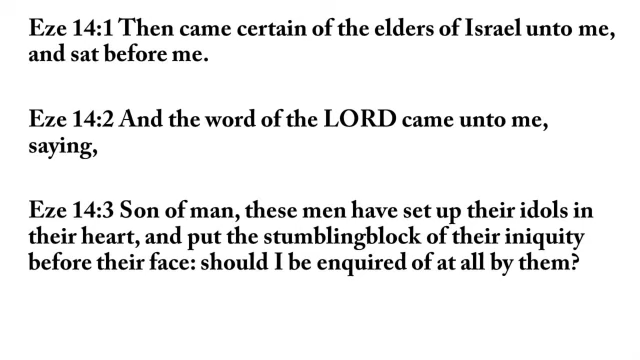 Eze 14:1 Then came certain of the elders of Israel unto me,
and sat before me.
Eze 14:2 And the word of the LORD came unto me,
saying,
Eze 14:3 Son of man, these men have set up their idols in
their heart, and put the stumblingblock of their iniquity
before their face: should I be enquired of at all by them?